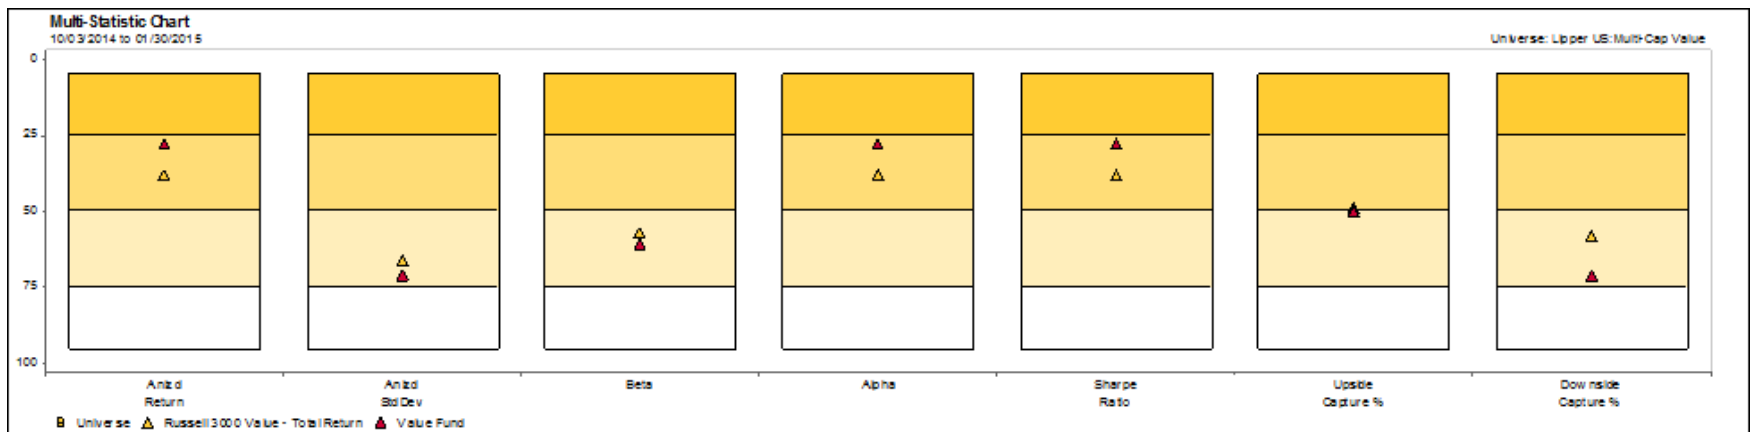 Multi-Statistic Chart
10/03/2014 to 01/30/2015
Universe: Lipper US:Multi-Cap Value
0
25
50
75
100
Anlzd Return
Anlzd Std Dev
Beta
Alpha
Sharpe Ratio
Upside Capture %
Downside Capture %
Universe
Russell 3000 Value - Total Return
Value Fund